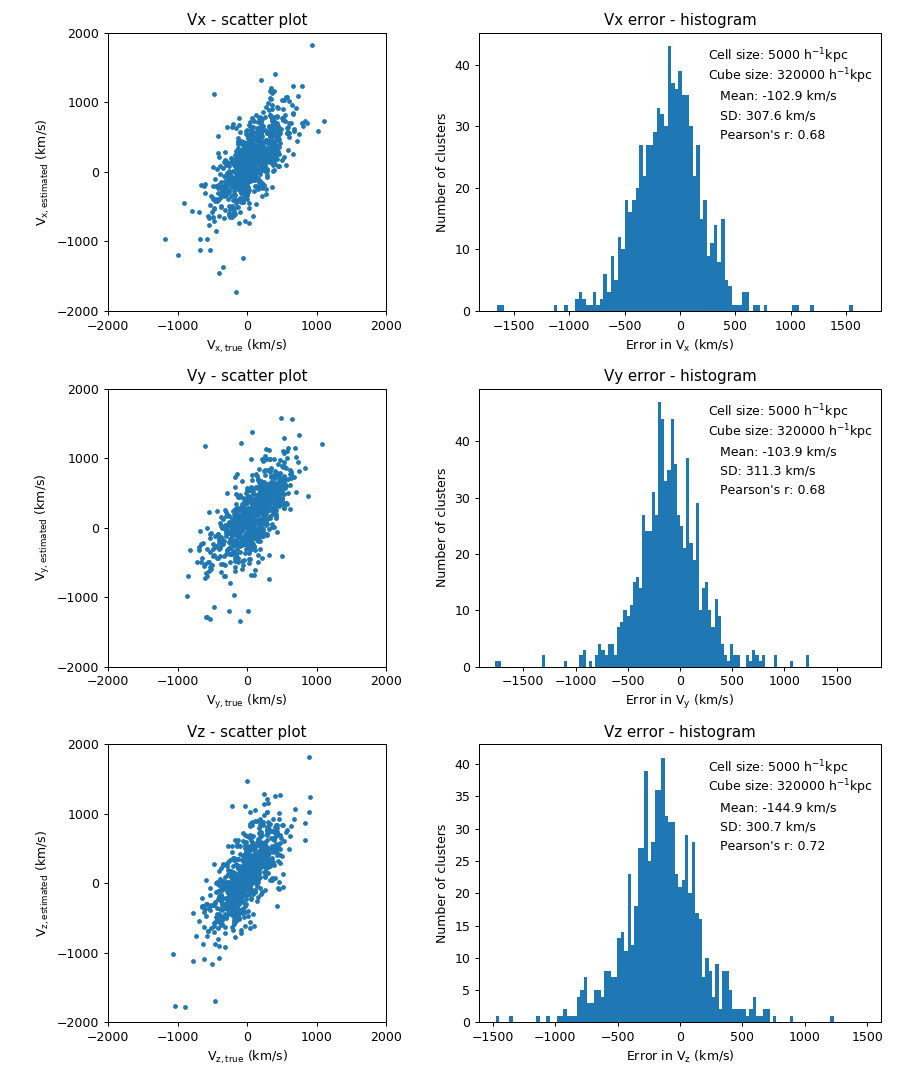 Vx - scatter plot
2000
1000
0
−1000
−2000
V_x, estimated (km/s)
−2000 −1000 0 1000 2000
V_x, true (km/s)
Vx error - histogram
Cell size: 5000 h⁻¹kpc
Cube size: 320000 h⁻¹kpc
Mean: -102.9 km/s
SD: 307.6 km/s
Pearson's r: 0.68
40
30
20
10
0
Number of clusters
−1500 −1000 −500 0 500 1000 1500
Error in V_x (km/s)
Vy - scatter plot
2000
1000
0
−1000
−2000
V_y, estimated (km/s)
−2000 −1000 0 1000 2000
V_y, true (km/s)
Vy error - histogram
Cell size: 5000 h⁻¹kpc
Cube size: 320000 h⁻¹kpc
Mean: -103.9 km/s
SD: 311.3 km/s
Pearson's r: 0.68
40
30
20
10
0
Number of clusters
−1500 −1000 −500 0 500 1000 1500
Error in V_y (km/s)
Vz - scatter plot
2000
1000
0
−1000
−2000
V_z, estimated (km/s)
−2000 −1000 0 1000 2000
V_z, true (km/s)
Vz error - histogram
Cell size: 5000 h⁻¹kpc
Cube size: 320000 h⁻¹kpc
Mean: -144.9 km/s
SD: 300.7 km/s
Pearson's r: 0.72
40
35
30
25
20
15
10
5
0
Number of clusters
−1500 −1000 −500 0 500 1000 1500
Error in V_z (km/s)